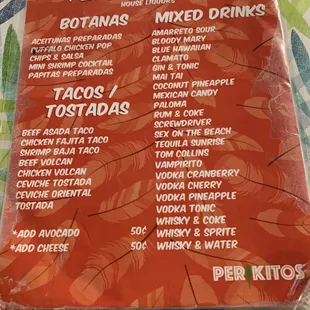 HOUSE LIQUORS
BOTANAS
ACEITUNAS PREPARADAS
BUFFALO CHICKEN POP
CHIPS & SALSA
MINI SHRIMP COCKTAIL
PAPITAS PREPARADAS
TACOS /
TOSTADAS
BEEF ASADA TACO
CHICKEN FAJITA TACO
SHRIMP BAJA TACO
BEEF VOLCAN
CHICKEN VOLCAN
CEVICHE TOSTADA
CEVICHE ORIENTAL
TOSTADA
*ADD AVOCADO 50¢
*ADD CHEESE 50¢
MIXED DRINKS
AMARRETO SOUR
BLOODY MARY
BLUE HAWAIIAN
CLAMATO
GIN & TONIC
MAI TAI
COCONUT PINEAPPLE
MEXICAN CANDY
PALOMA
RUM & COKE
SCREWDRIVER
SEX ON THE BEACH
TEQUILA SUNRISE
TOM COLLINS
VAMPIRITO
VODKA CRANBERRY
VODKA CHERRY
VODKA PINEAPPLE
VODKA TONIC
WHISKY & COKE
WHISKY & SPRITE
WHISKY & WATER
PERIKITOS